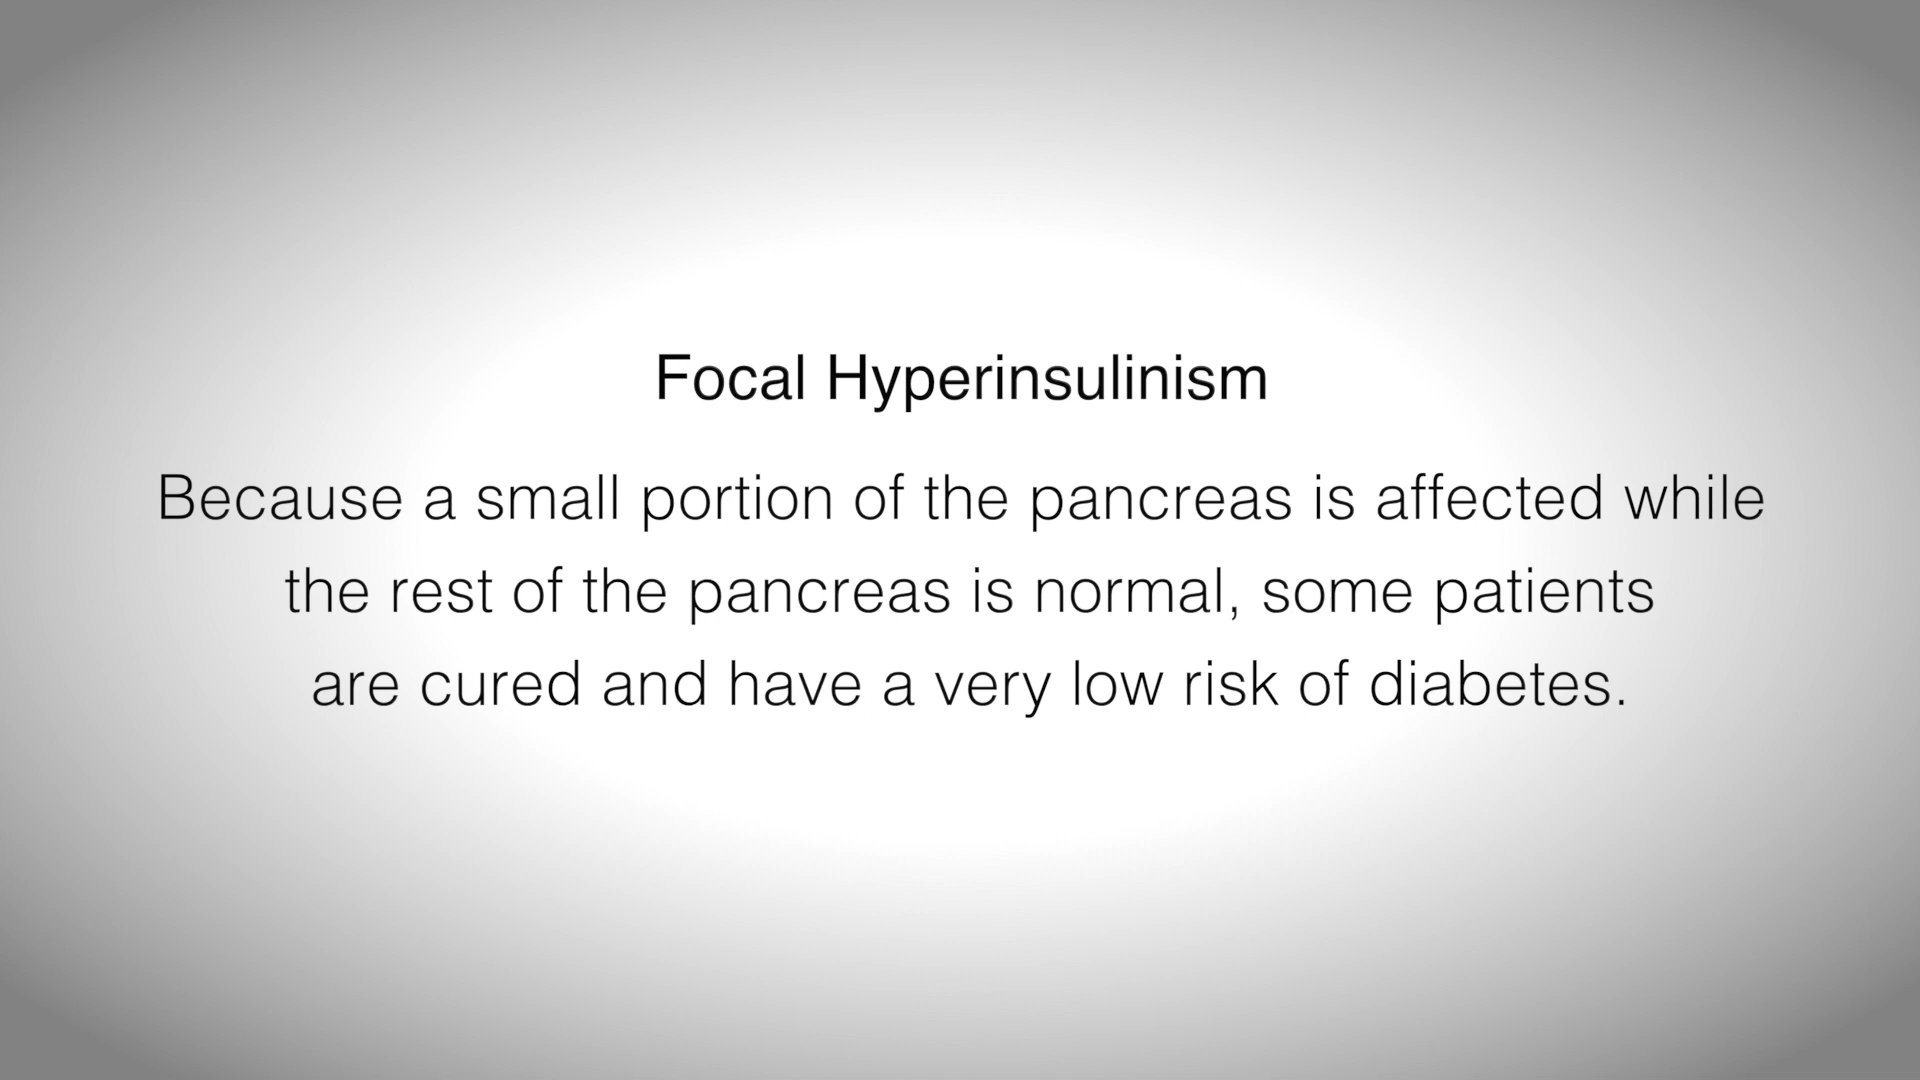 Focal Hyperinsulinism
Because a small portion of the pancreas is affected while
the rest of the pancreas is normal, some patients
are cured and have a very low risk of diabetes.